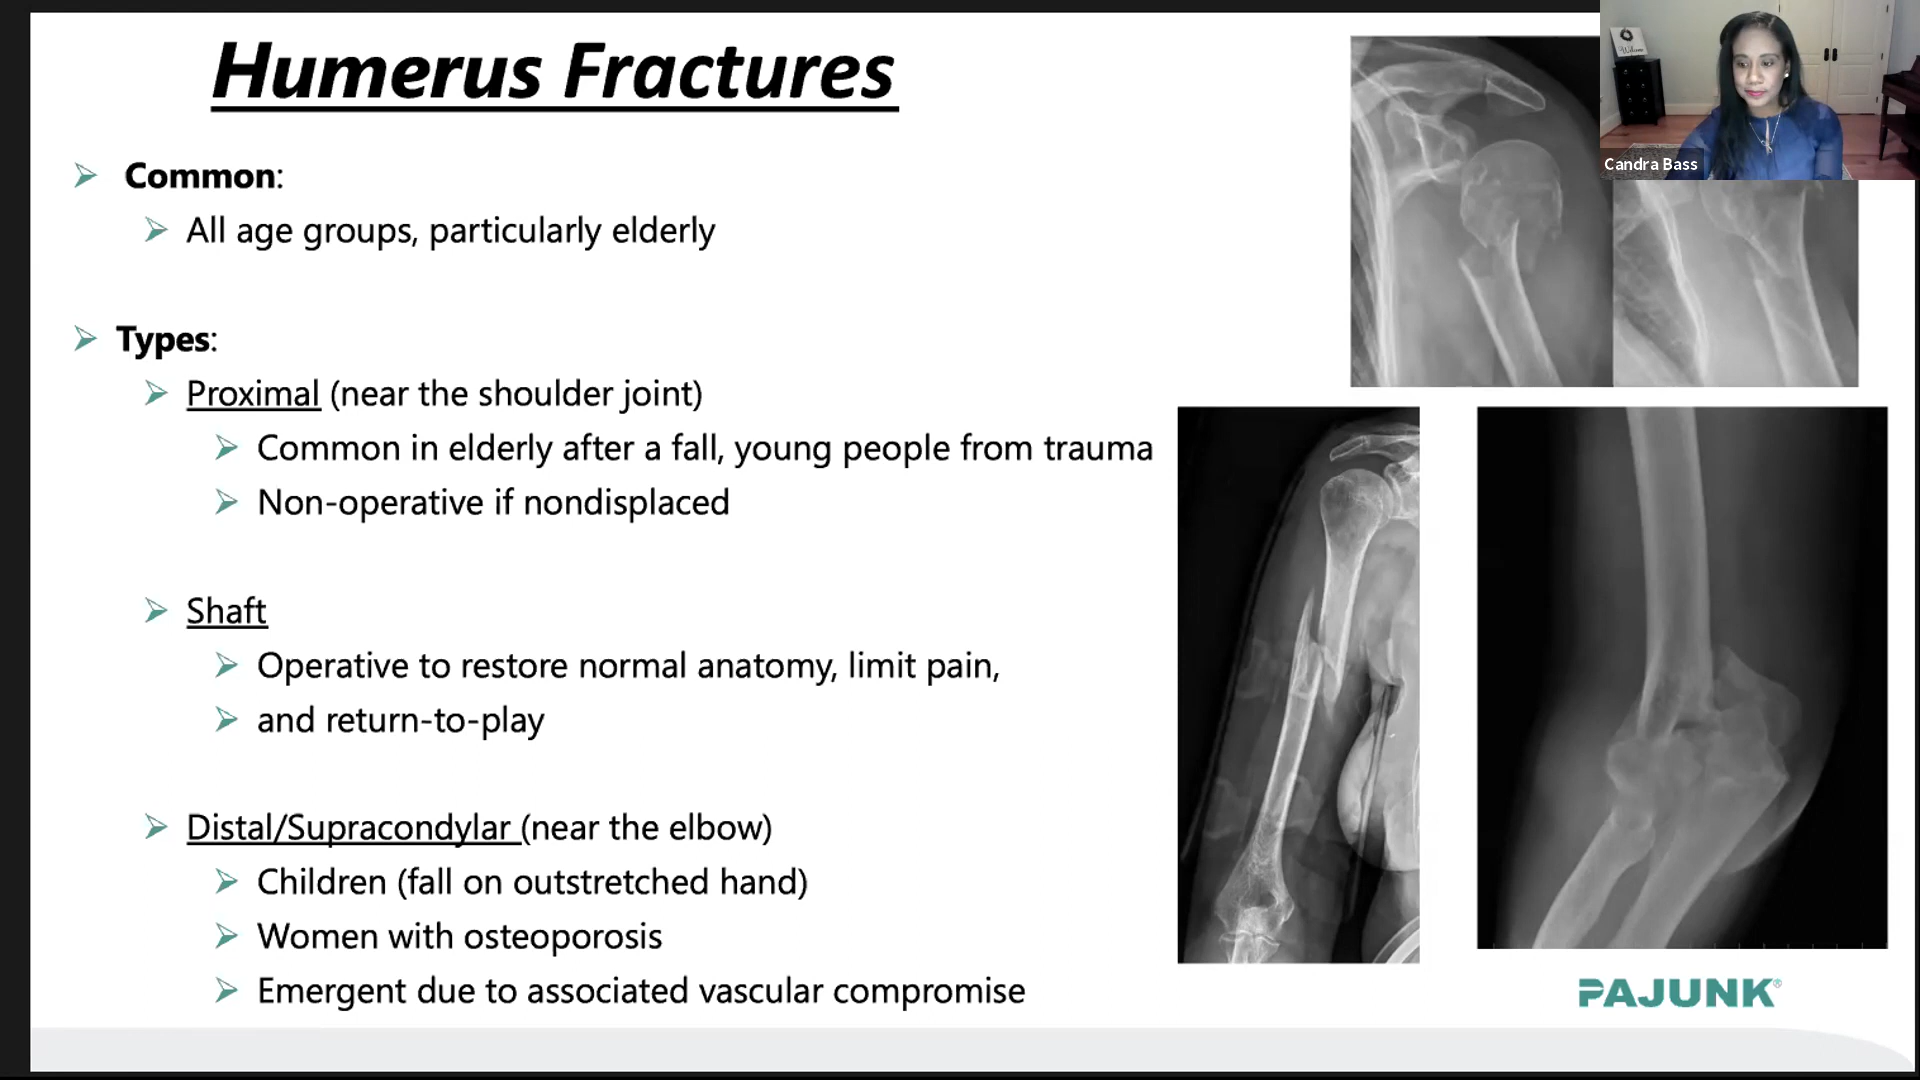 Humerus Fractures
Common:
All age groups, particularly elderly
Types:
Proximal (near the shoulder joint)
Common in elderly after a fall, young people from trauma
Non-operative if nondisplaced
Shaft
Operative to restore normal anatomy, limit pain,
and return-to-play
Distal/Supracondylar (near the elbow)
Children (fall on outstretched hand)
Women with osteoporosis
Emergent due to associated vascular compromise
Welcome
Candra Bass
PAJUNK®